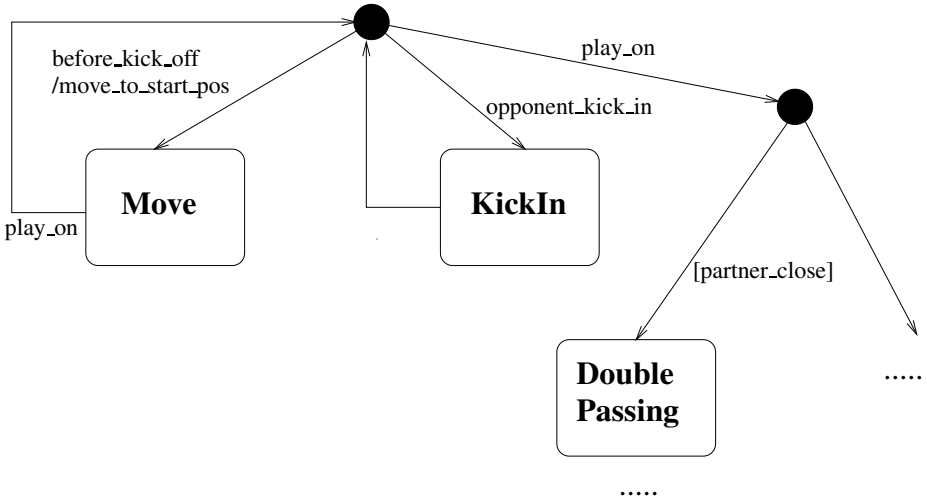 play_on
before_kick_off
/move_to_start_pos
opponent_kick_in
Move
KickIn
play_on
[partner_close]
Double
Passing
.....
.....